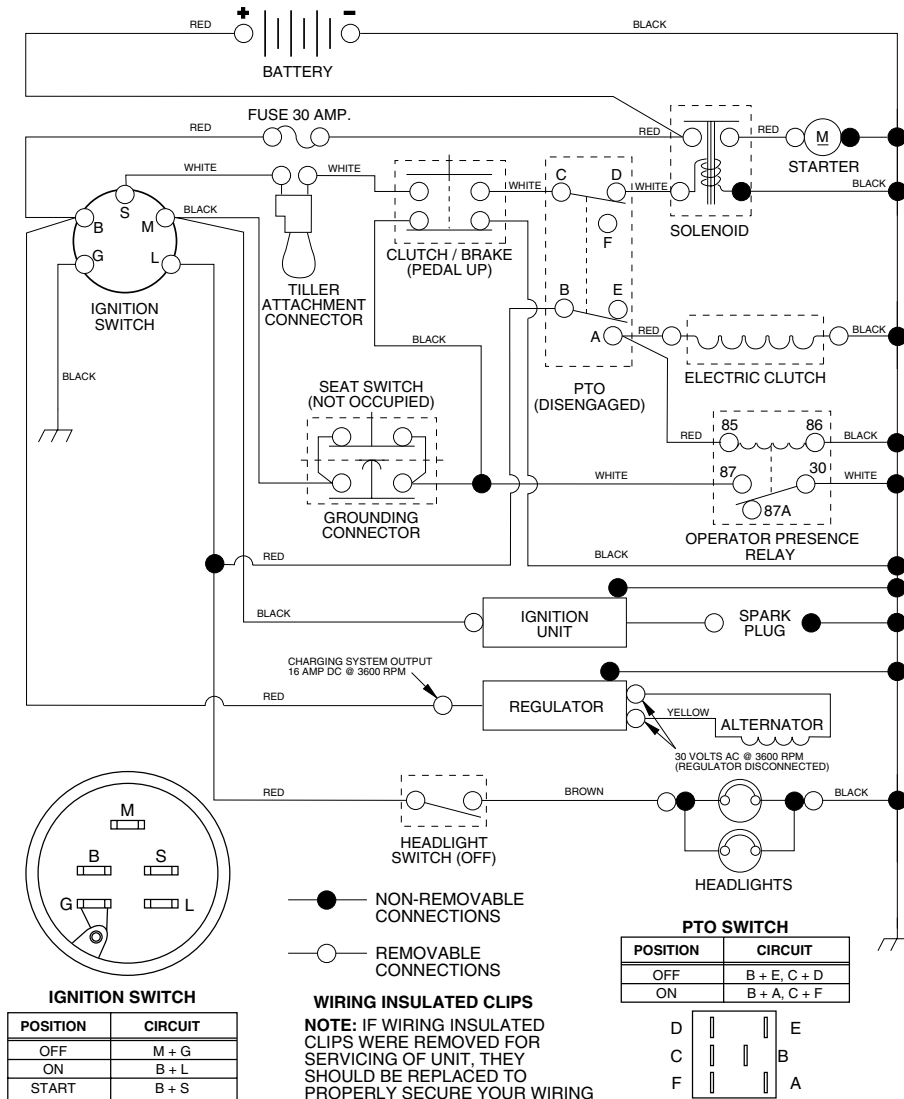 + −
RED
BLACK
BATTERY
FUSE 30 AMP.
RED
RED
RED
M
STARTER
WHITE
WHITE
WHITE
C
D
WHITE
BLACK
SOLENOID
S
B
M
BLACK
G
L
IGNITION
SWITCH
TILLER
ATTACHMENT
CONNECTOR
CLUTCH / BRAKE
(PEDAL UP)
F
B
E
A
RED
BLACK
ELECTRIC CLUTCH
BLACK
BLACK
PTO
(DISENGAGED)
SEAT SWITCH
(NOT OCCUPIED)
85
86
RED
BLACK
87
30
WHITE
WHITE
87A
GROUNDING
CONNECTOR
OPERATOR PRESENCE
RELAY
RED
BLACK
BLACK
IGNITION
UNIT
SPARK
PLUG
CHARGING SYSTEM OUTPUT
16 AMP DC @ 3600 RPM
RED
REGULATOR
YELLOW
ALTERNATOR
30 VOLTS AC @ 3600 RPM
(REGULATOR DISCONNECTED)
RED
BROWN
BLACK
HEADLIGHT
SWITCH (OFF)
HEADLIGHTS
M
B
S
G
L
NON-REMOVABLE
CONNECTIONS
REMOVABLE
CONNECTIONS
IGNITION SWITCH
POSITION CIRCUIT
OFF M + G
ON B + L
START B + S
WIRING INSULATED CLIPS
NOTE: IF WIRING INSULATED
CLIPS WERE REMOVED FOR
SERVICING OF UNIT, THEY
SHOULD BE REPLACED TO
PROPERLY SECURE YOUR WIRING
PTO SWITCH
POSITION CIRCUIT
OFF B + E, C + D
ON B + A, C + F
D
E
C
B
F
A